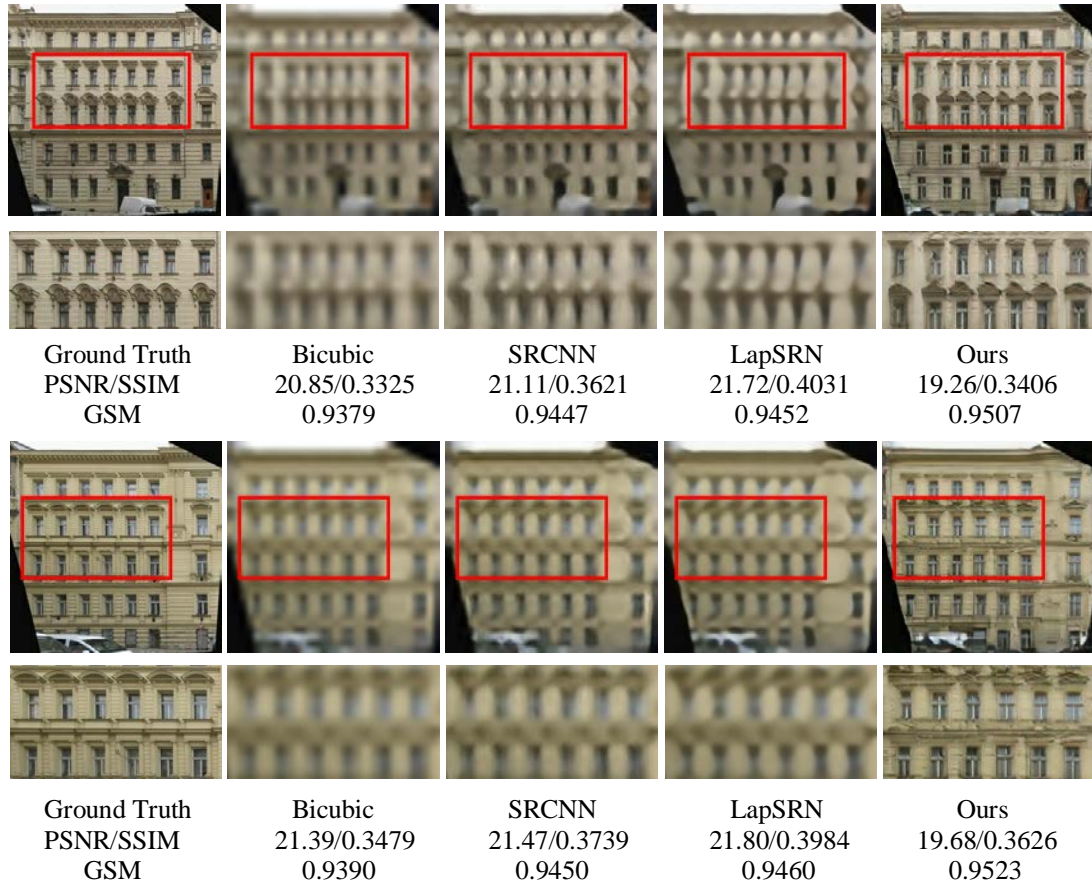 Ground Truth Bicubic SRCNN LapSRN Ours
PSNR/SSIM 20.85/0.3325 21.11/0.3621 21.72/0.4031 19.26/0.3406
GSM 0.9379 0.9447 0.9452 0.9507
Ground Truth Bicubic SRCNN LapSRN Ours
PSNR/SSIM 21.39/0.3479 21.47/0.3739 21.80/0.3984 19.68/0.3626
GSM 0.9390 0.9450 0.9460 0.9523